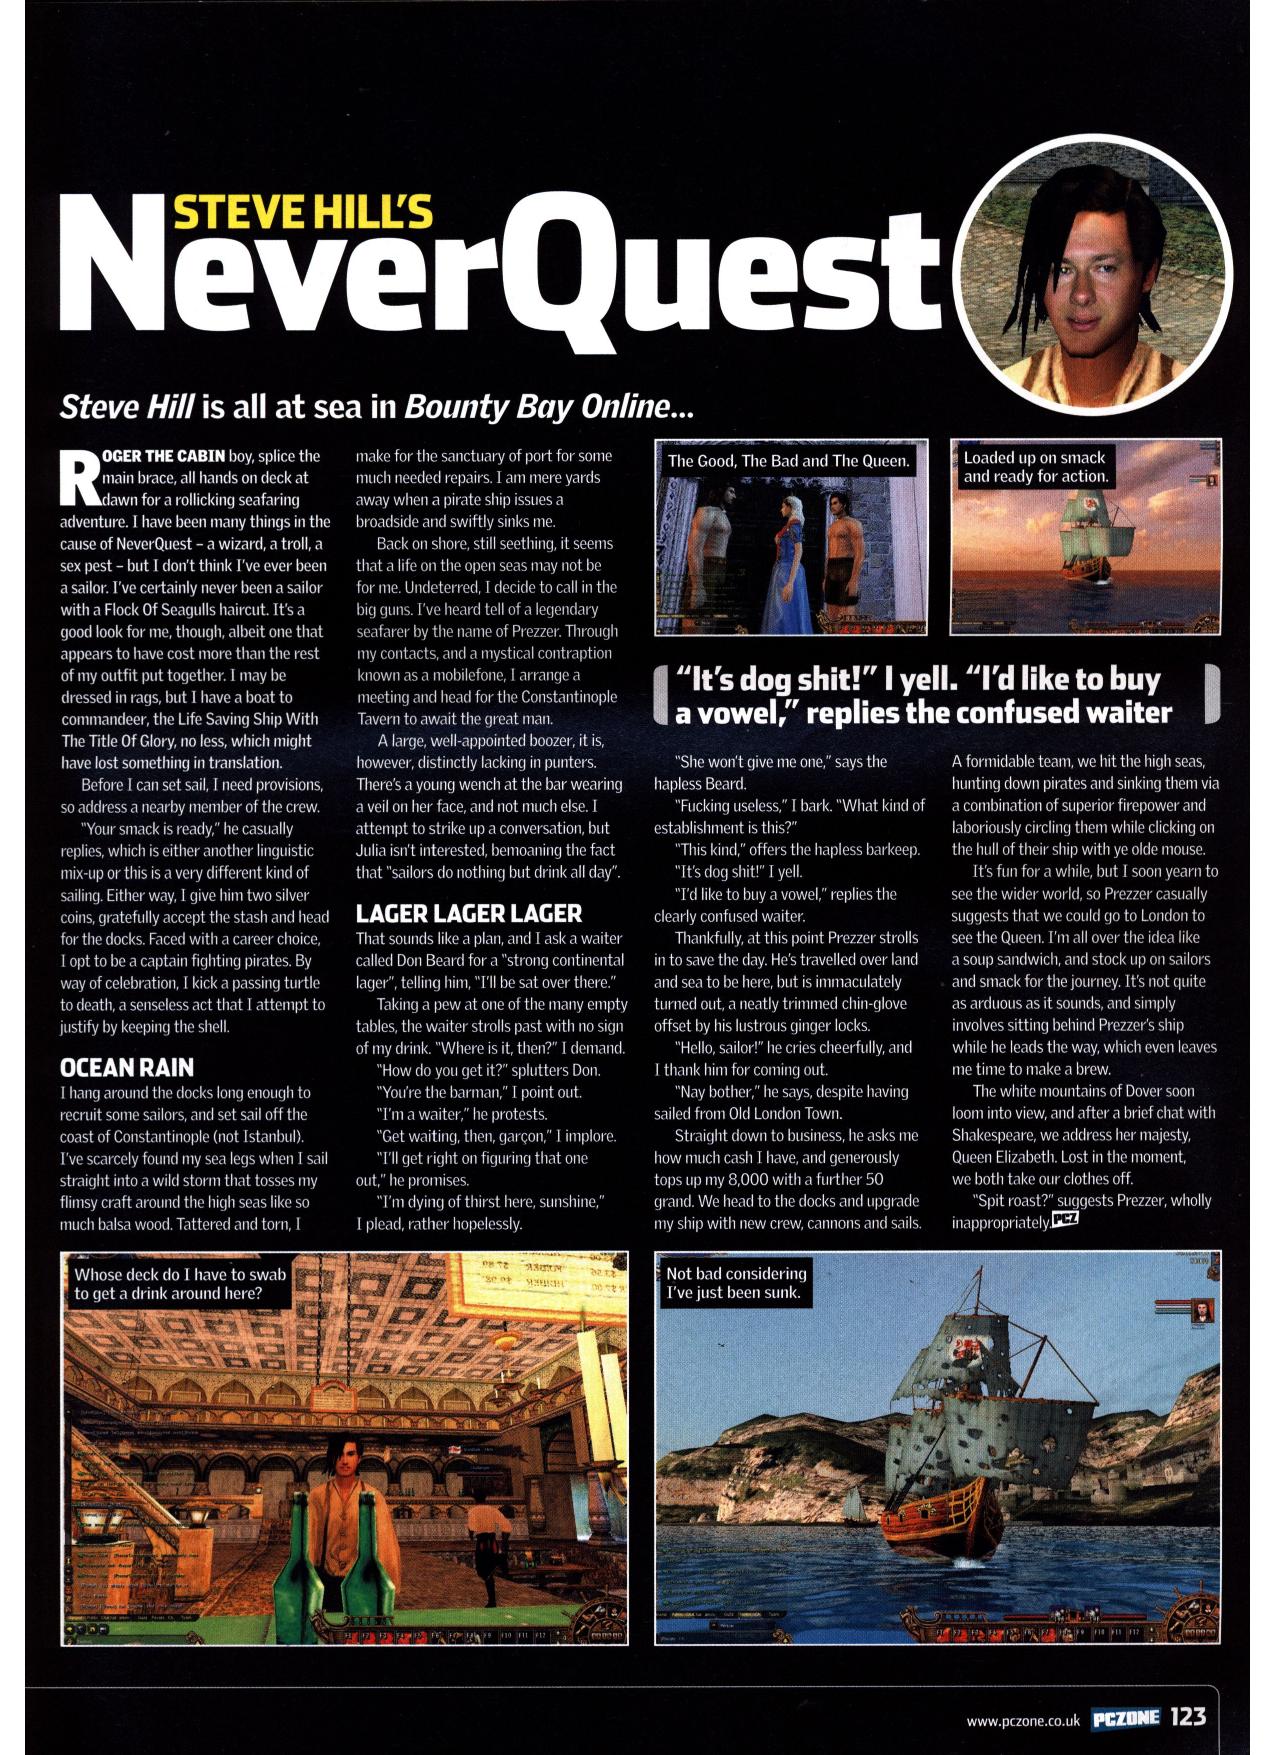 STEVE HILL'S
NeverQuest
Steve Hill is all at sea in Bounty Bay Online...
ROGER THE CABIN boy, splice the
main brace, all hands on deck at
dawn for a rollicking seafaring
adventure. I have been many things in the
cause of NeverQuest – a wizard, a troll, a
sex pest – but I don't think I've ever been
a sailor. I've certainly never been a sailor
with a Flock Of Seagulls haircut. It's a
good look for me, though, albeit one that
appears to have cost more than the rest
of my outfit put together. I may be
dressed in rags, but I have a boat to
commandeer, the Life Saving Ship With
The Title Of Glory, no less, which might
have lost something in translation.
Before I can set sail, I need provisions,
so address a nearby member of the crew.
"Your smack is ready," he casually
replies, which is either another linguistic
mix-up or this is a very different kind of
sailing. Either way, I give him two silver
coins, gratefully accept the stash and head
for the docks. Faced with a career choice,
I opt to be a captain fighting pirates. By
way of celebration, I kick a passing turtle
to death, a senseless act that I attempt to
justify by keeping the shell.
OCEAN RAIN
I hang around the docks long enough to
recruit some sailors, and set sail off the
coast of Constantinople (not Istanbul).
I've scarcely found my sea legs when I sail
straight into a wild storm that tosses my
flimsy craft around the high seas like so
much balsa wood. Tattered and torn, I
make for the sanctuary of port for some
much needed repairs. I am mere yards
away when a pirate ship issues a
broadside and swiftly sinks me.
Back on shore, still seething, it seems
that a life on the open seas may not be
for me. Undeterred, I decide to call in the
big guns. I've heard tell of a legendary
seafarer by the name of Prezzer. Through
my contacts, and a mystical contraption
known as a mobilefone, I arrange a
meeting and head for the Constantinople
Tavern to await the great man.
A large, well-appointed boozer, it is,
however, distinctly lacking in punters.
There's a young wench at the bar wearing
a veil on her face, and not much else. I
attempt to strike up a conversation, but
Julia isn't interested, bemoaning the fact
that "sailors do nothing but drink all day".
LAGER LAGER LAGER
That sounds like a plan, and I ask a waiter
called Don Beard for a "strong continental
lager", telling him, "I'll be sat over there."
Taking a pew at one of the many empty
tables, the waiter strolls past with no sign
of my drink. "Where is it, then?" I demand.
"How do you get it?" splutters Don.
"You're the barman," I point out.
"I'm a waiter," he protests.
"Get waiting, then, garçon," I implore.
"I'll get right on figuring that one
out," he promises.
"I'm dying of thirst here, sunshine,"
I plead, rather hopelessly.
The Good, The Bad and The Queen.
Loaded up on smack
and ready for action.
"It's dog shit!" I yell. "I'd like to buy
a vowel," replies the confused waiter
"She won't give me one," says the
hapless Beard.
"Fucking useless," I bark. "What kind of
establishment is this?"
"This kind," offers the hapless barkeep.
"It's dog shit!" I yell.
"I'd like to buy a vowel," replies the
clearly confused waiter.
Thankfully, at this point Prezzer strolls
in to save the day. He's travelled over land
and sea to be here, but is immaculately
turned out, a neatly trimmed chin-glove
offset by his lustrous ginger locks.
"Hello, sailor!" he cries cheerfully, and
I thank him for coming out.
"Nay bother," he says, despite having
sailed from Old London Town.
Straight down to business, he asks me
how much cash I have, and generously
tops up my 8,000 with a further 50
grand. We head to the docks and upgrade
my ship with new crew, cannons and sails.
A formidable team, we hit the high seas,
hunting down pirates and sinking them via
a combination of superior firepower and
laboriously circling them while clicking on
the hull of their ship with ye olde mouse.
It's fun for a while, but I soon yearn to
see the wider world, so Prezzer casually
suggests that we could go to London to
see the Queen. I'm all over the idea like
a soup sandwich, and stock up on sailors
and smack for the journey. It's not quite
as arduous as it sounds, and simply
involves sitting behind Prezzer's ship
while he leads the way, which even leaves
me time to make a brew.
The white mountains of Dover soon
loom into view, and after a brief chat with
Shakespeare, we address her majesty,
Queen Elizabeth. Lost in the moment,
we both take our clothes off.
"Spit roast?" suggests Prezzer, wholly
inappropriately. PCZ
Whose deck do I have to swab
to get a drink around here?
Not bad considering
I've just been sunk.
www.pczone.co.uk PCZONE 123